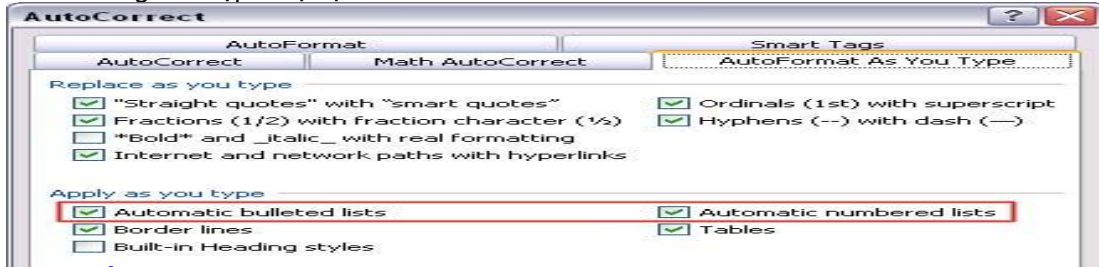 AutoCorrect
AutoFormat Smart Tags
AutoCorrect Math AutoCorrect AutoFormat As You Type
Replace as you type
"Straight quotes" with “smart quotes” Ordinals (1st) with superscript
Fractions (1/2) with fraction character (½) Hyphens (--) with dash (—)
*Bold* and _italic_ with real formatting
Internet and network paths with hyperlinks
Apply as you type
Automatic bulleted lists Automatic numbered lists
Border lines Tables
Built-in Heading styles